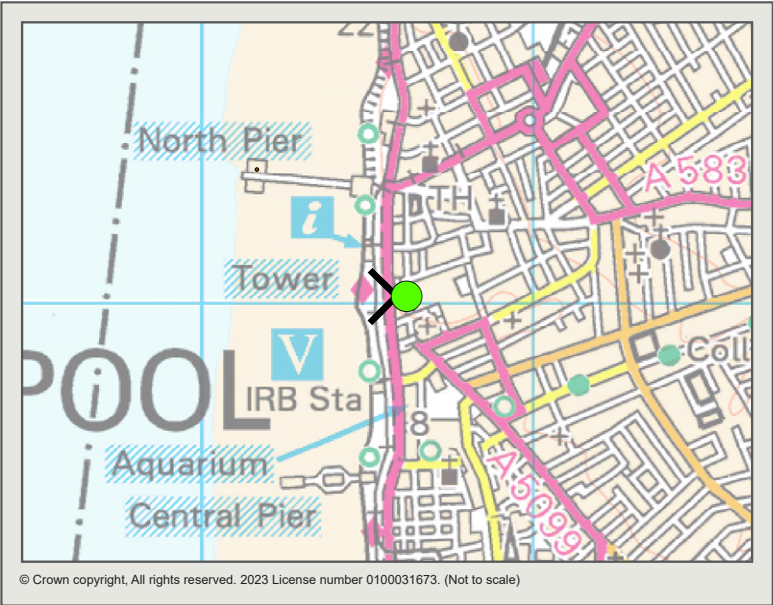 22
North Pier
A 583
TH
i
Tower
V
Coll
POOL
IRB Sta
8
Aquarium
A5099
Central Pier
© Crown copyright, All rights reserved. 2023 License number 0100031673. (Not to scale)